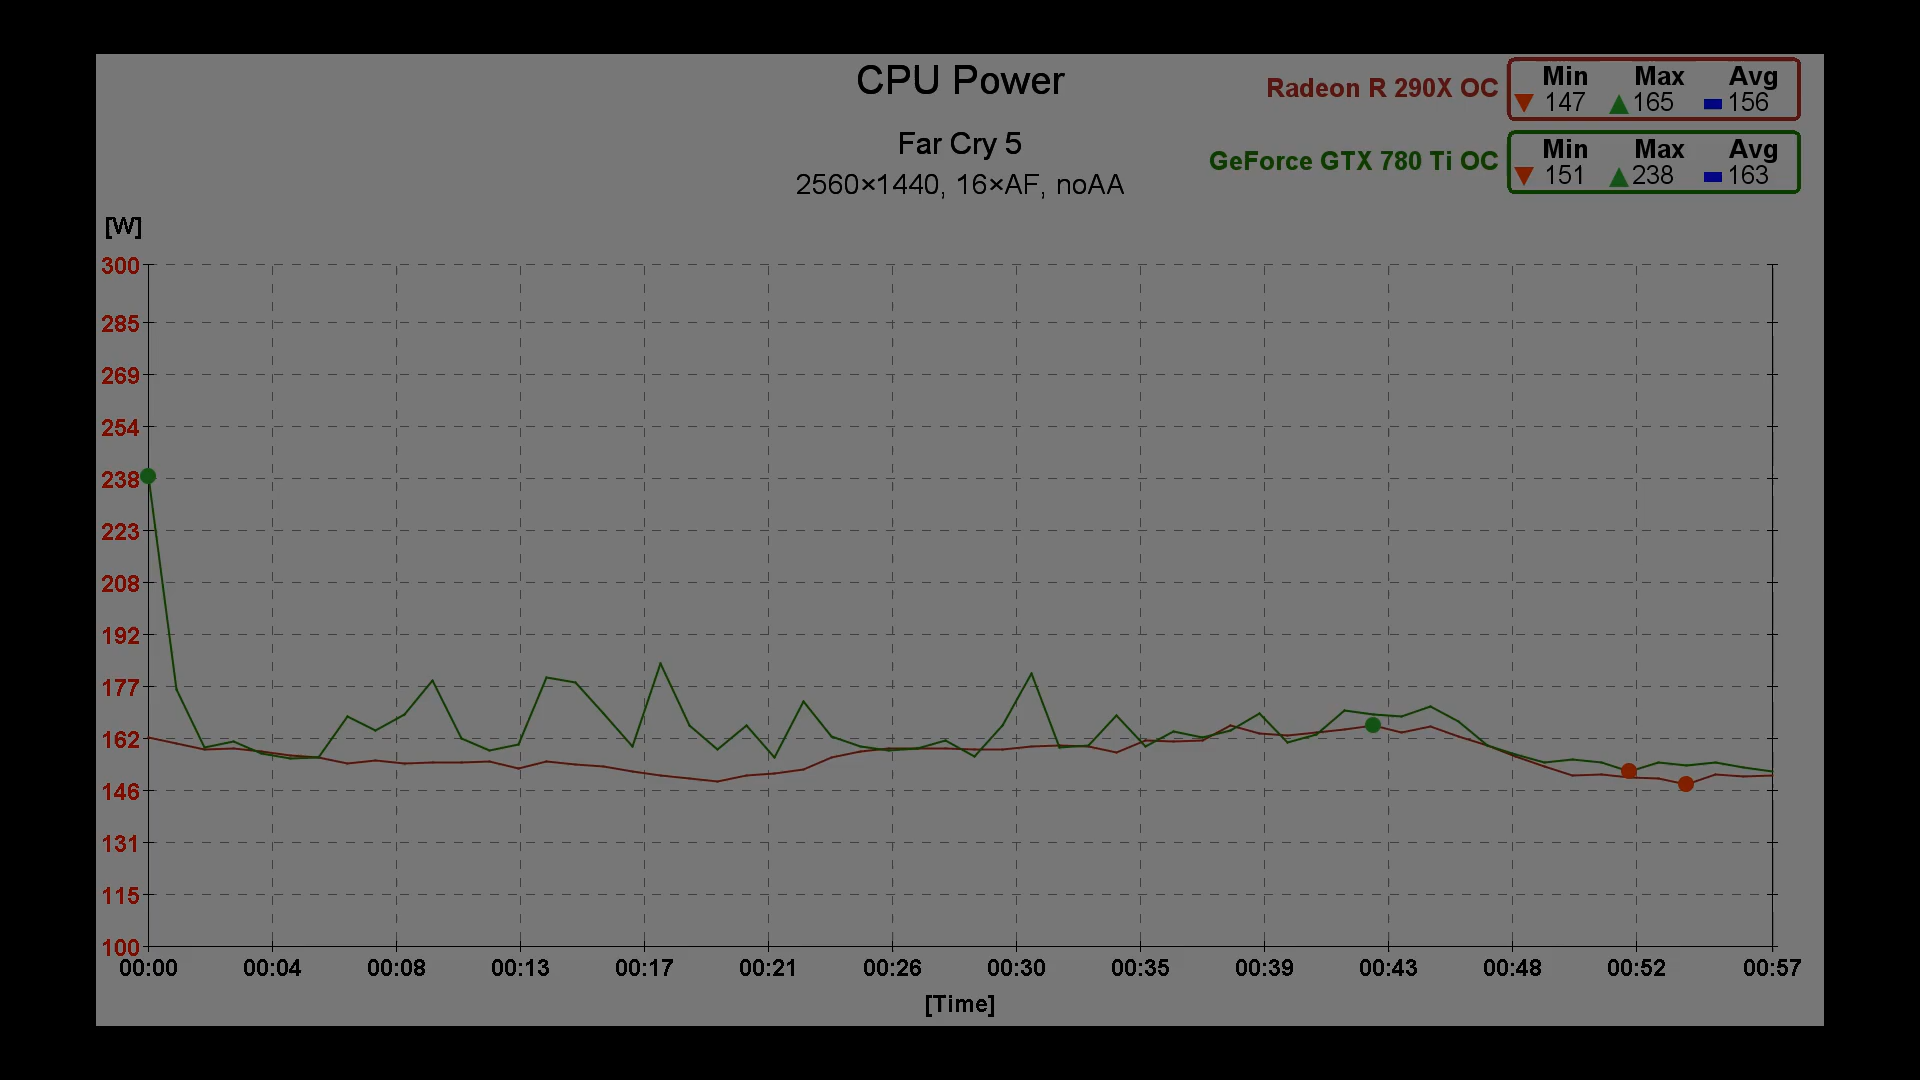 CPU Power
Far Cry 5
2560×1440, 16×AF, noAA
Radeon R 290X OC
Min Max Avg
147 165 156
GeForce GTX 780 Ti OC
Min Max Avg
151 238 163
[W]
300
285
269
254
238
223
208
192
177
162
146
131
115
100
00:00 00:04 00:08 00:13 00:17 00:21 00:26 00:30 00:35 00:39 00:43 00:48 00:52 00:57
[Time]